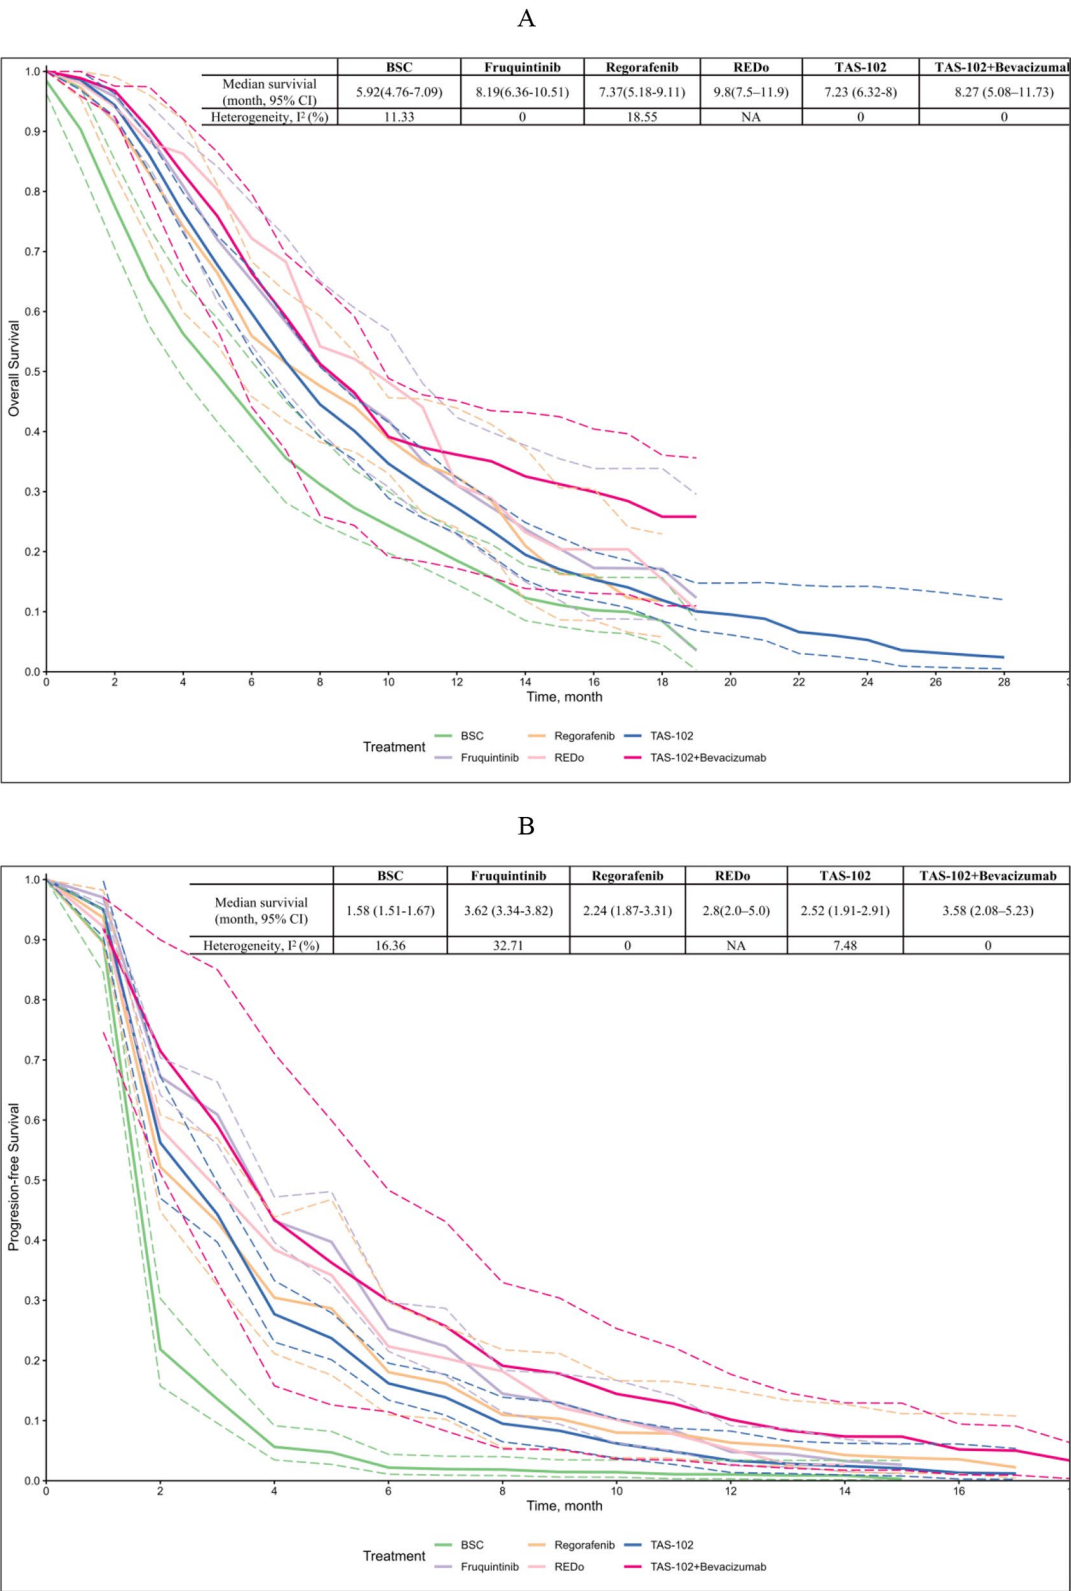 A
BSC Fruquintinib Regorafenib REDo TAS-102 TAS-102+Bevacizumal
Median survivial
(month, 95% CI) 5.92(4.76-7.09) 8.19(6.36-10.51) 7.37(5.18-9.11) 9.8(7.5–11.9) 7.23 (6.32-8) 8.27 (5.08–11.73)
Heterogeneity, I² (%) 11.33 0 18.55 NA 0 0
Overall Survival
1.0
0.9
0.8
0.7
0.6
0.5
0.4
0.3
0.2
0.1
0.0
0 2 4 6 8 10 12 14 16 18 20 22 24 26 28
Time, month
Treatment
BSC Regorafenib TAS-102
Fruquintinib REDo TAS-102+Bevacizumab
B
BSC Fruquintinib Regorafenib REDo TAS-102 TAS-102+Bevacizumab
Median survivial
(month, 95% CI) 1.58 (1.51-1.67) 3.62 (3.34-3.82) 2.24 (1.87-3.31) 2.8(2.0–5.0) 2.52 (1.91-2.91) 3.58 (2.08–5.23)
Heterogeneity, I² (%) 16.36 32.71 0 NA 7.48 0
Progresion-free Survival
1.0
0.9
0.8
0.7
0.6
0.5
0.4
0.3
0.2
0.1
0.0
0 2 4 6 8 10 12 14 16
Time, month
Treatment
BSC Regorafenib TAS-102
Fruquintinib REDo TAS-102+Bevacizumab